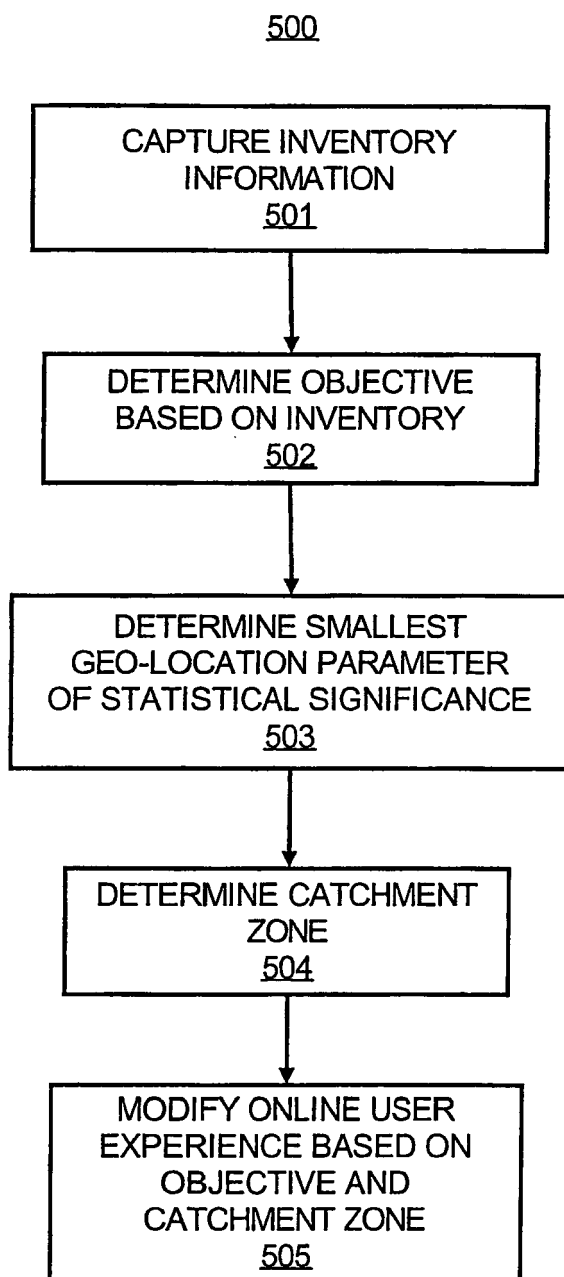 500
CAPTURE INVENTORY
INFORMATION
501
DETERMINE OBJECTIVE
BASED ON INVENTORY
502
DETERMINE SMALLEST
GEO-LOCATION PARAMETER
OF STATISTICAL SIGNIFICANCE
503
DETERMINE CATCHMENT
ZONE
504
MODIFY ONLINE USER
EXPERIENCE BASED ON
OBJECTIVE AND
CATCHMENT ZONE
505